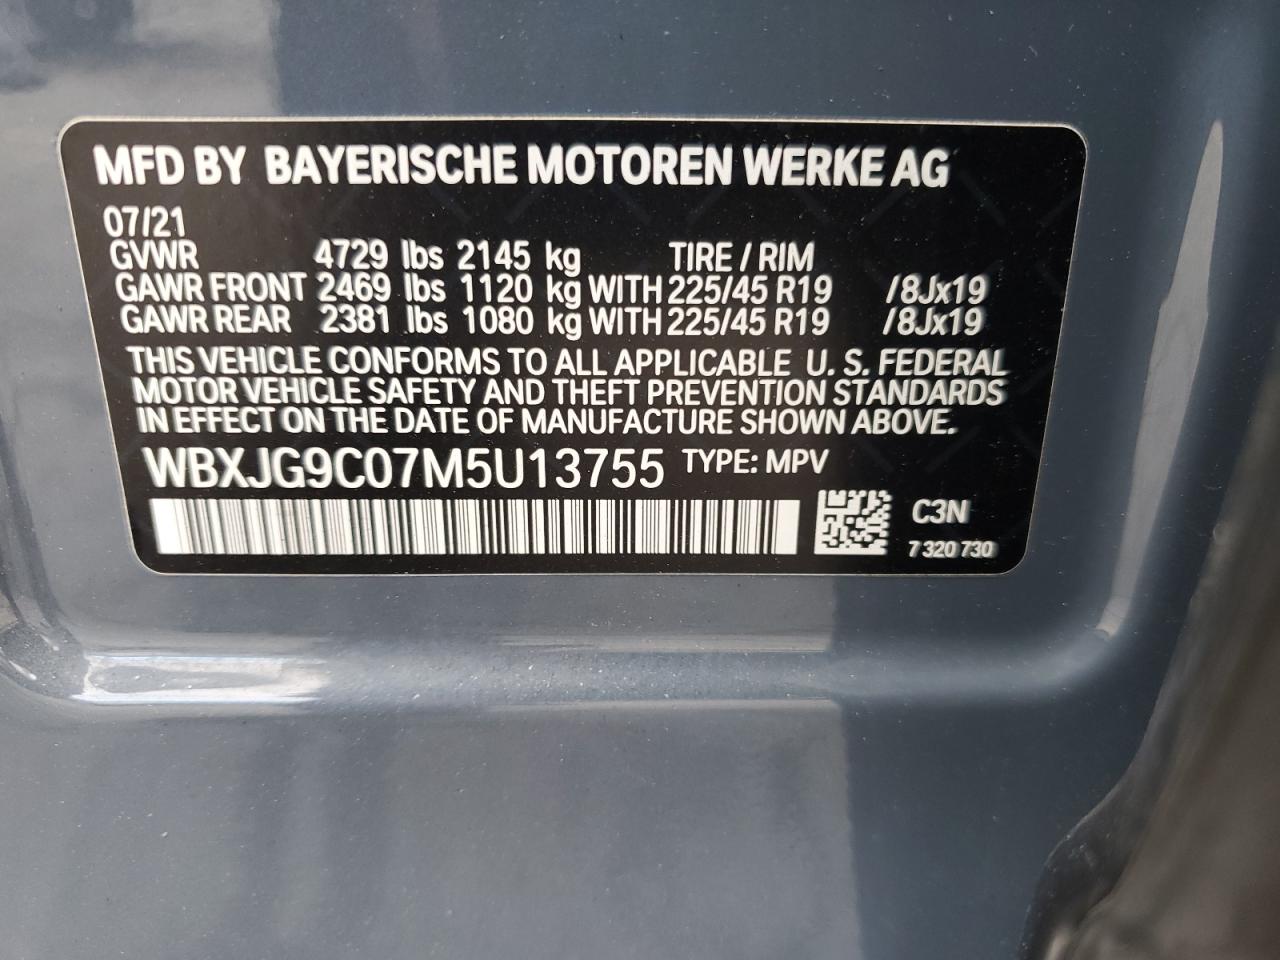 MFD BY BAYERISCHE MOTOREN WERKE AG
07/21
GVWR 4729 lbs 2145 kg TIRE / RIM
GAWR FRONT 2469 lbs 1120 kg WITH 225/45 R19 /8Jx19
GAWR REAR 2381 lbs 1080 kg WITH 225/45 R19 /8Jx19
THIS VEHICLE CONFORMS TO ALL APPLICABLE U. S. FEDERAL
MOTOR VEHICLE SAFETY AND THEFT PREVENTION STANDARDS
IN EFFECT ON THE DATE OF MANUFACTURE SHOWN ABOVE.
WBXJG9C07M5U13755 TYPE: MPV
C3N
7 320 730